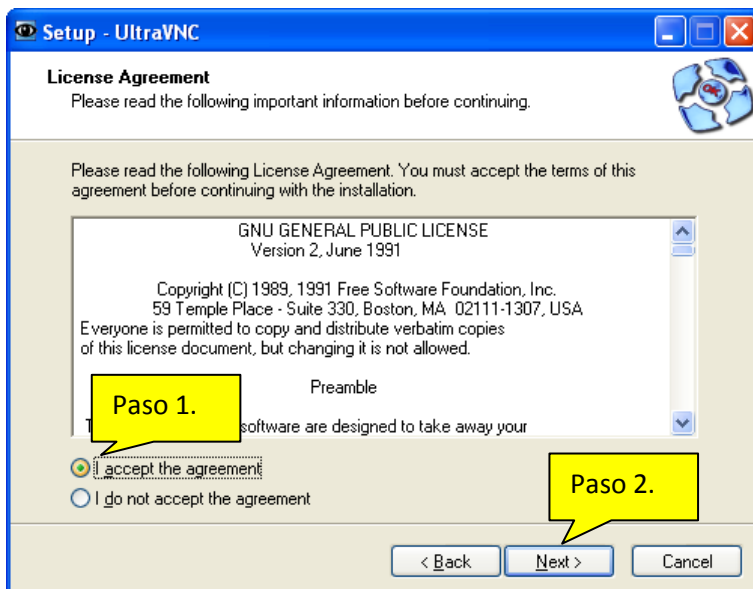 Setup - UltraVNC
License Agreement
Please read the following important information before continuing.
Please read the following License Agreement. You must accept the terms of this
agreement before continuing with the installation.
GNU GENERAL PUBLIC LICENSE
Version 2, June 1991
Copyright (C) 1989, 1991 Free Software Foundation, Inc.
59 Temple Place - Suite 330, Boston, MA 02111-1307, USA
Everyone is permitted to copy and distribute verbatim copies
of this license document, but changing it is not allowed.
Preamble
Paso 1.
software are designed to take away your
I accept the agreement
I do not accept the agreement
Paso 2.
< Back
Next >
Cancel